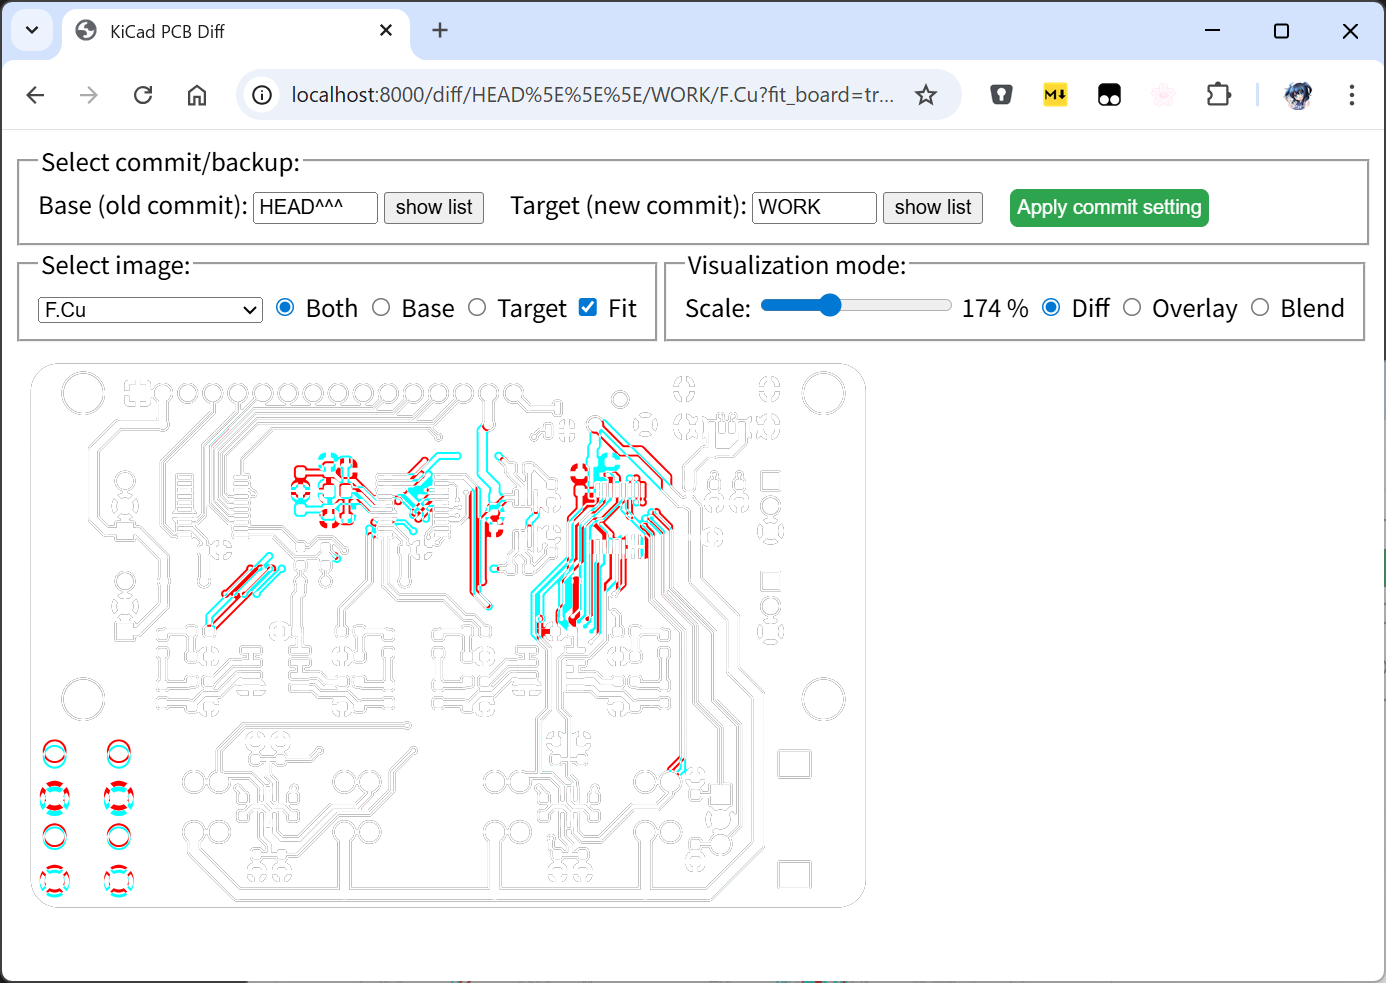 KiCad PCB Diff
localhost:8000/diff/HEAD%5E%5E%5E/WORK/F.Cu?fit_board=tr...
M
Select commit/backup:
Base (old commit): HEAD^^^ show list Target (new commit): WORK show list Apply commit setting
Select image:
F.Cu Both Base Target Fit
Visualization mode:
Scale: 174 % Diff Overlay Blend